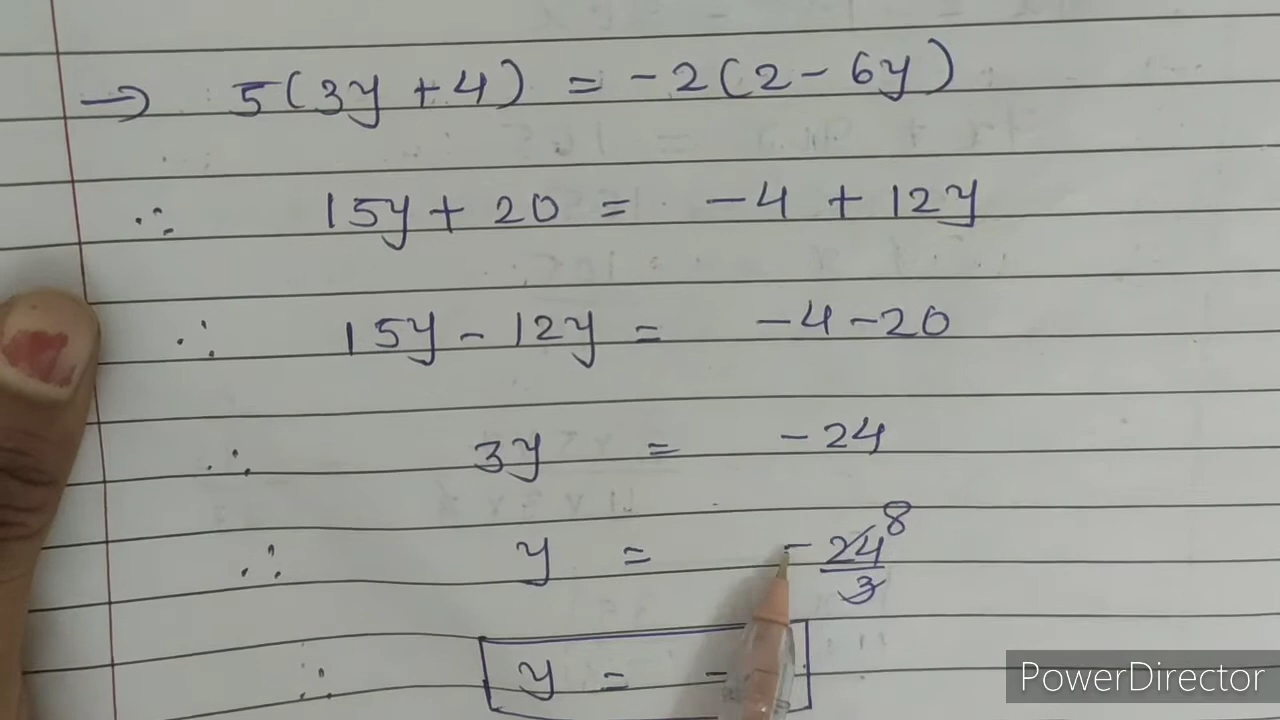 → 5(3y + 4) = -2(2 - 6y)
∴ 15y + 20 = -4 + 12y
∴ 15y - 12y = -4 - 20
∴ 3y = -24
∴ y = -24/3 8
∴ y = -
PowerDirector